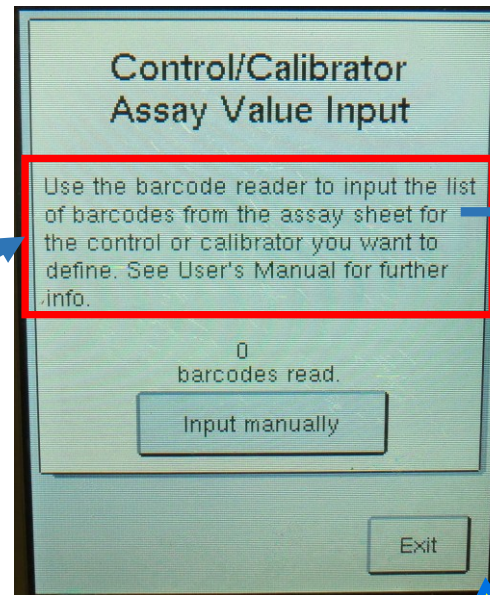 Control/Calibrator
Assay Value Input
Use the barcode reader to input the list
of barcodes from the assay sheet for
the control or calibrator you want to
define. See User's Manual for further
info.
0
barcodes read.
Input manually
Exit